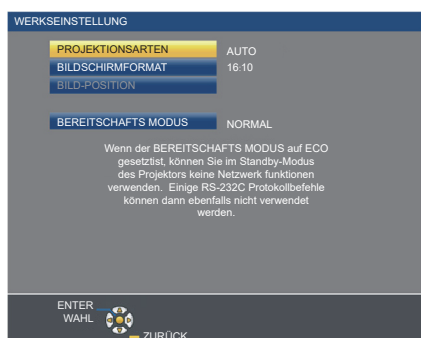 WERKSEINSTELLUNG
PROJEKTIONSARTEN AUTO
BILDSCHIRMFORMAT 16:10
BILD-POSITION
BEREITSCHAFTS MODUS NORMAL
Wenn der BEREITSCHAFTS MODUS auf ECO
gesetztist, können Sie im Standby-Modus
des Projektors keine Netzwerk funktionen
verwenden. Einige RS-232C Protokollbefehle
können dann ebenfalls nicht verwendet
werden.
ENTER
WAHL
ZURÜCK